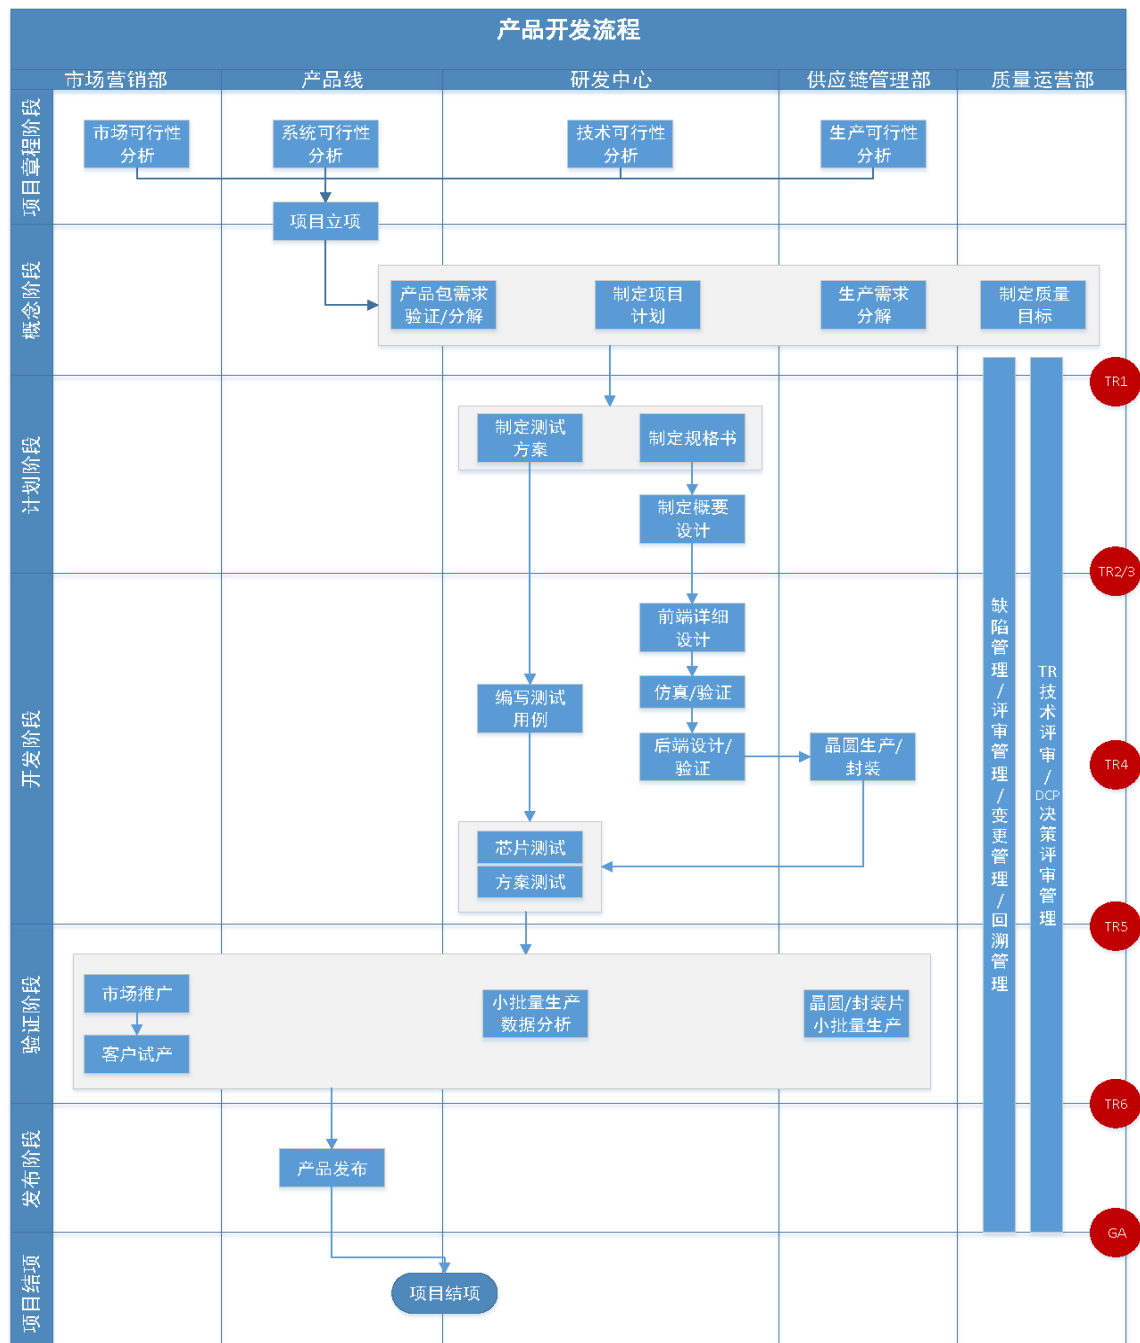 产品开发流程
市场营销部
产品线
研发中心
供应链管理部
质量运营部
项目章程阶段
市场可行性
分析
系统可行性
分析
技术可行性
分析
生产可行性
分析
项目立项
概念阶段
产品包需求
验证/分解
制定项目
计划
生产需求
分解
制定质量
目标
TR1
计划阶段
制定测试
方案
制定规格书
制定概要
设计
TR2/3
开发阶段
前端详细
设计
编写测试
用例
仿真/验证
后端设计/
验证
晶圆生产/
封装
TR4
芯片测试
方案测试
缺陷管理/评审管理/变更管理/回溯管理
TR技术评审/DCP决策评审管理
TR5
验证阶段
市场推广
客户试产
小批量生产
数据分析
晶圆/封装片
小批量生产
TR6
发布阶段
产品发布
GA
项目结项
项目结项